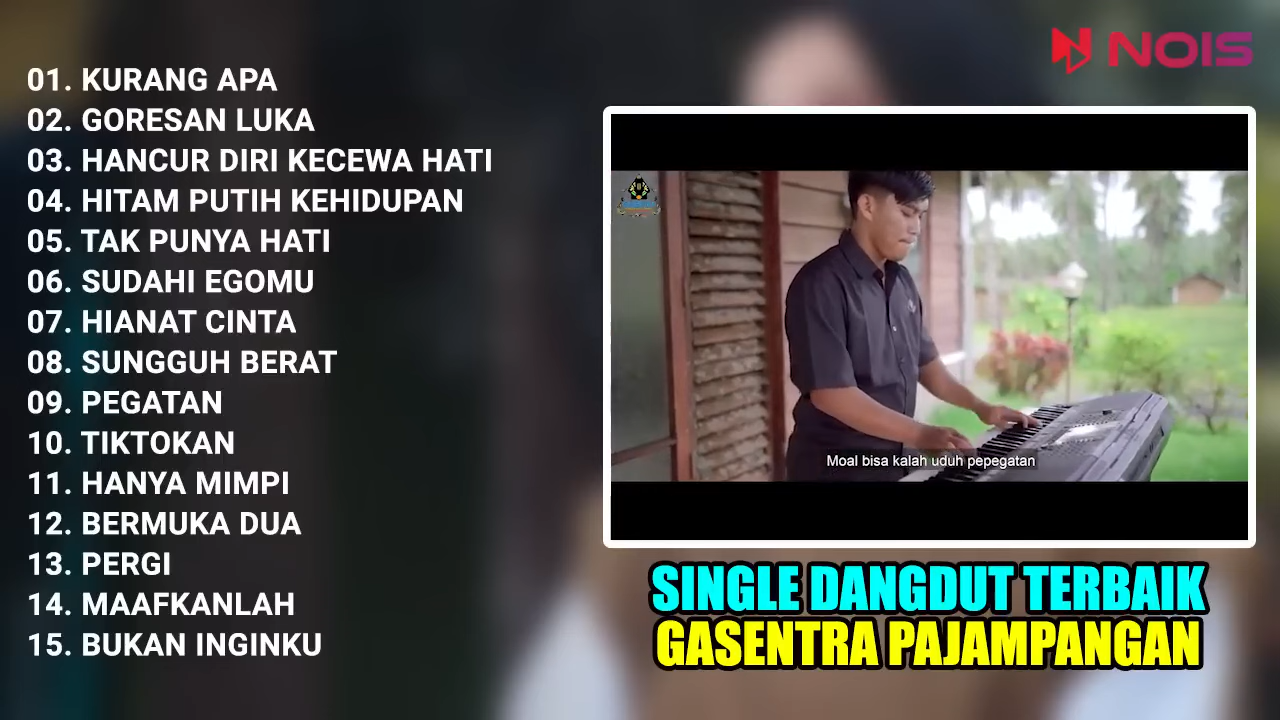 NOIS
01. KURANG APA
02. GORESAN LUKA
03. HANCUR DIRI KECEWA HATI
04. HITAM PUTIH KEHIDUPAN
05. TAK PUNYA HATI
06. SUDAHI EGOMU
07. HIANAT CINTA
08. SUNGGUH BERAT
09. PEGATAN
10. TIKTOKAN
11. HANYA MIMPI
12. BERMUKA DUA
13. PERGI
14. MAAFKANLAH
15. BUKAN INGINKU
Moal bisa kalah uduh pepegatan
SINGLE DANGDUT TERBAIK
GASENTRA PAJAMPANGAN